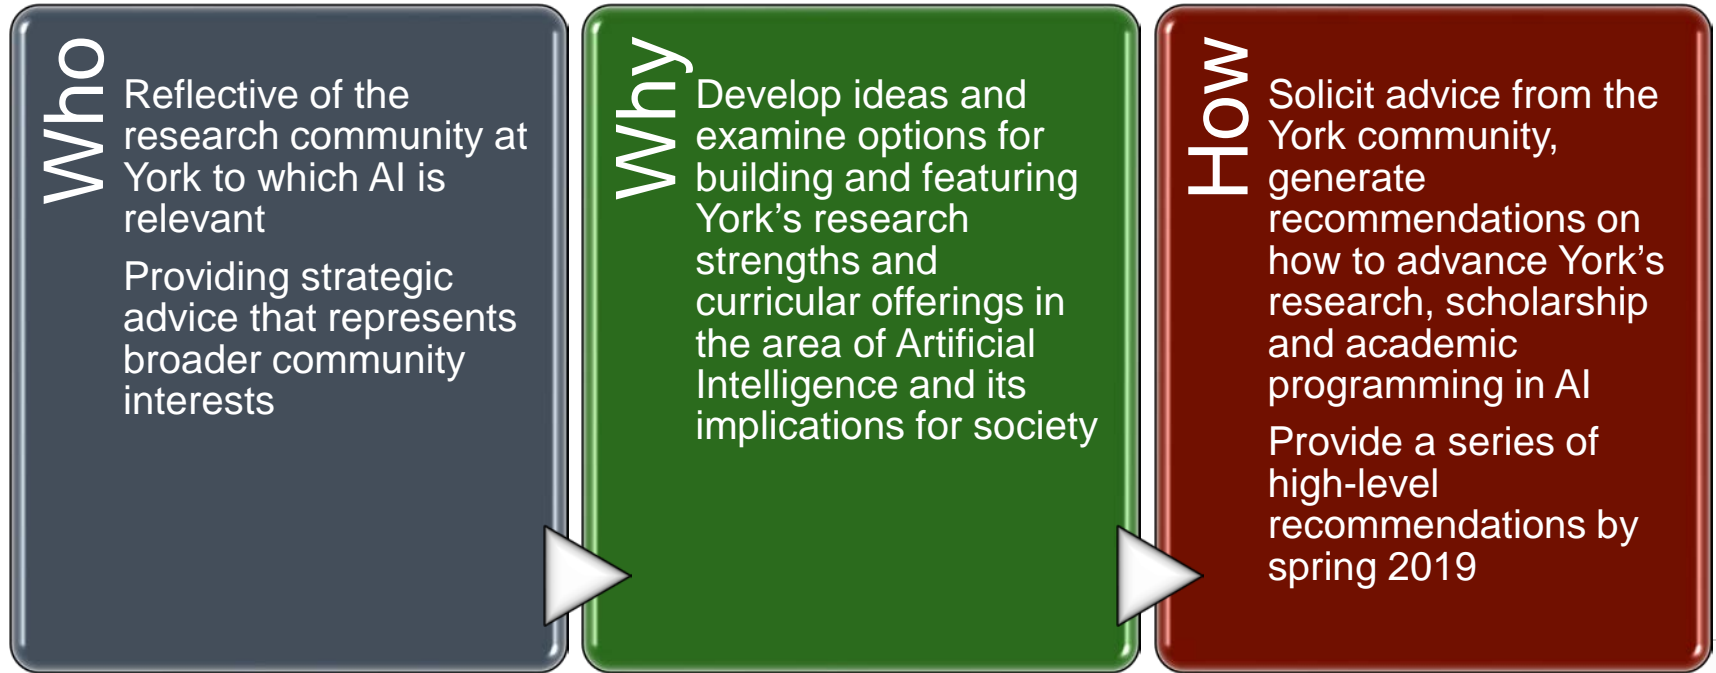 Who
Reflective of the
research community at
York to which AI is
relevant
Providing strategic
advice that represents
broader community
interests
Why
Develop ideas and
examine options for
building and featuring
York’s research
strengths and
curricular offerings in
the area of Artificial
Intelligence and its
implications for society
How
Solicit advice from the
York community,
generate
recommendations on
how to advance York’s
research, scholarship
and academic
programming in AI
Provide a series of
high-level
recommendations by
spring 2019